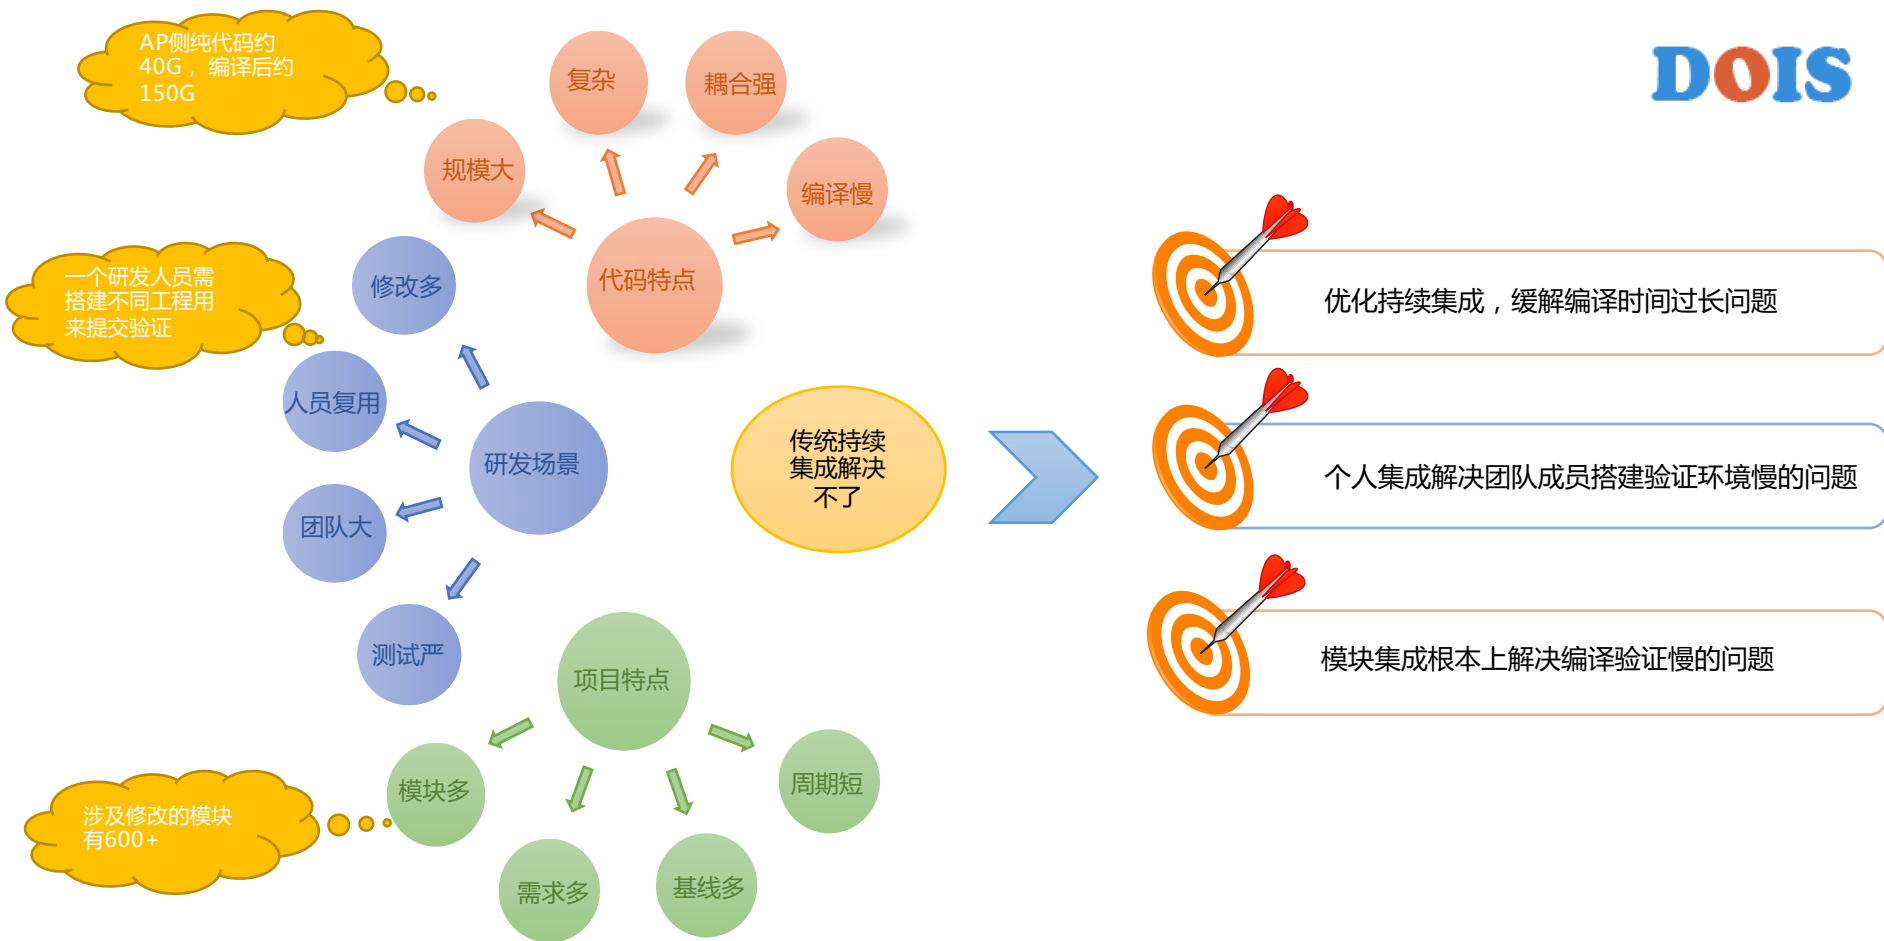 AP侧纯代码约
40G，编译后约
150G
复杂
耦合强
DOIS
规模大
编译慢
代码特点
修改多
一个研发人员需
搭建不同工程用
来提交验证
人员复用
研发场景
团队大
测试严
传统持续
集成解决
不了
优化持续集成，缓解编译时间过长问题
个人集成解决团队成员搭建验证环境慢的问题
模块集成根本上解决编译验证慢的问题
项目特点
模块多
周期短
需求多
基线多
涉及修改的模块
有600+